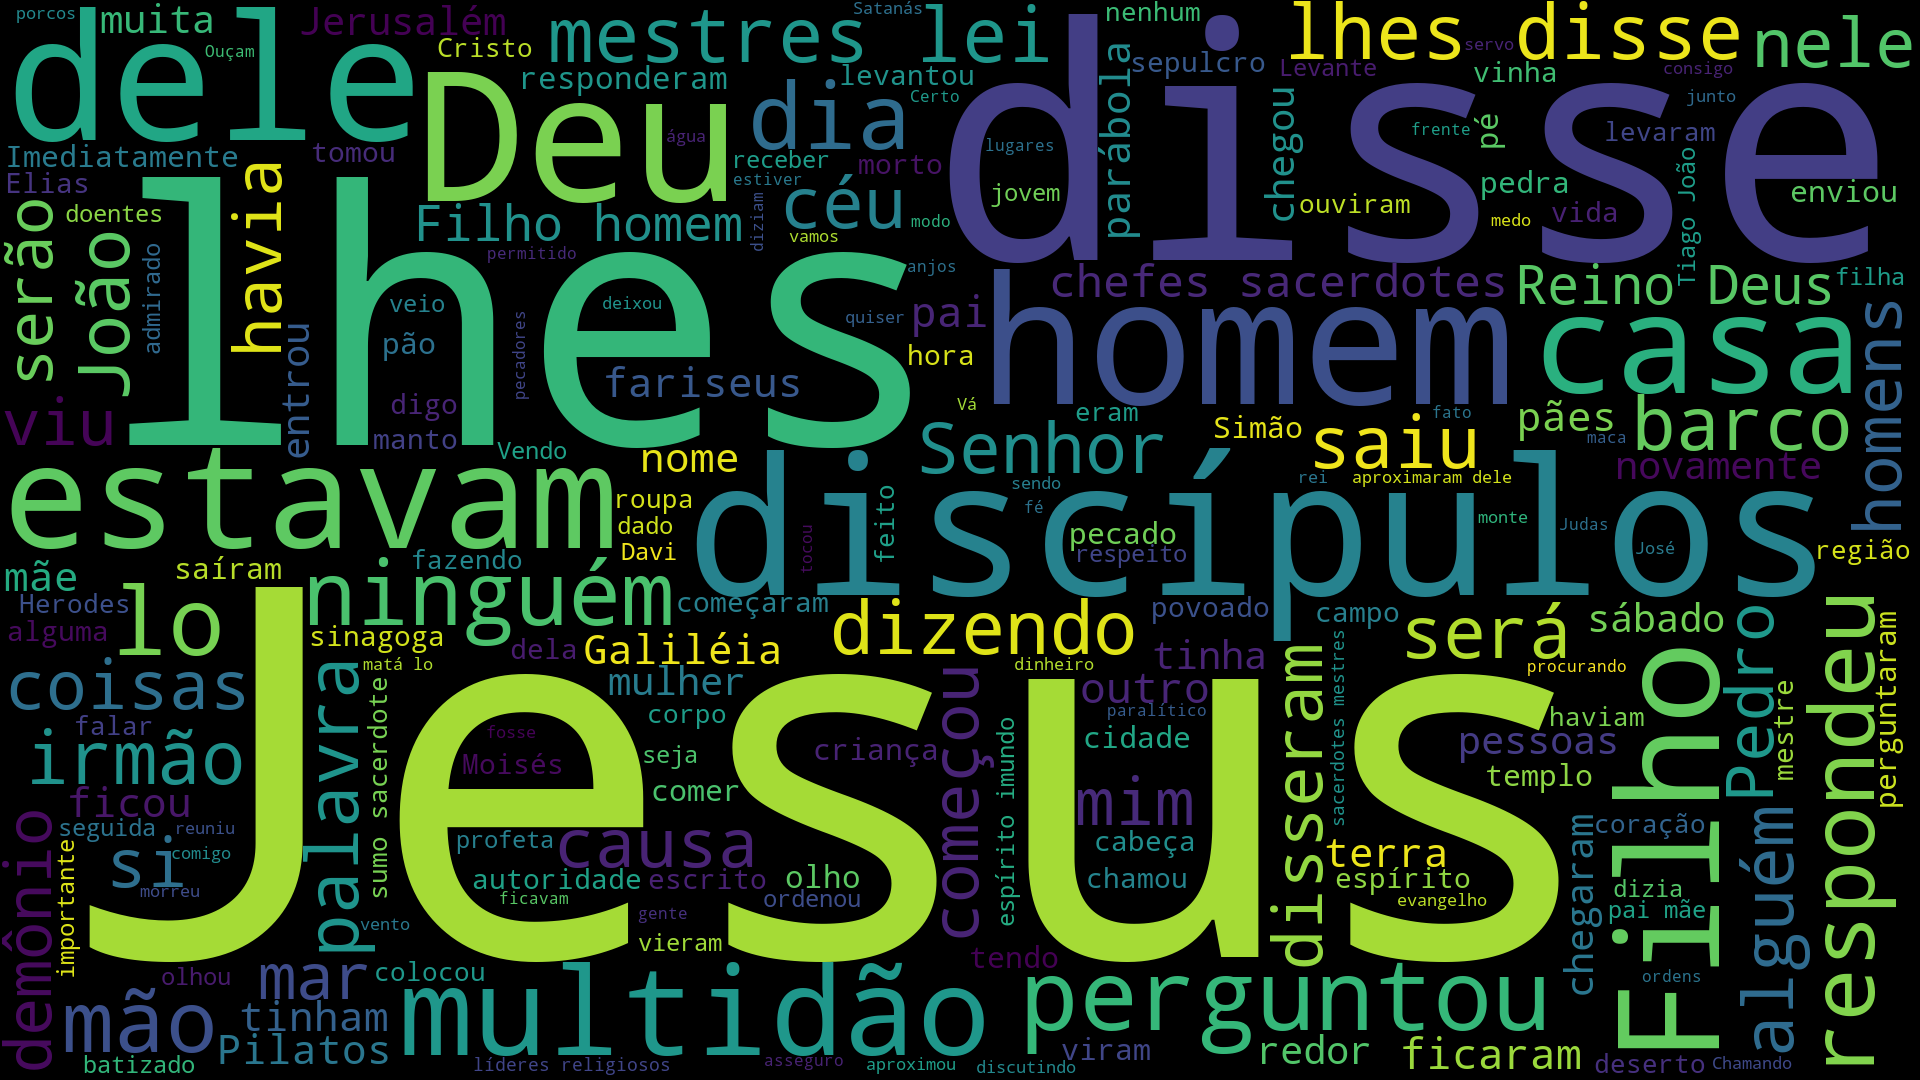 porcos
muita
Jerusalém
Satanás
nenhum
lhes disse
servo
nele
dele
Ouçam
Cristo
mestres lei
Deu
responderam
levantou
sepulcro
Levante
vinha
consigo
dia
Certo
disse
parábola
chegou
pé
junto
frente
levaram
Imediatamente
tomou
água
receber
estiver
morto
lugares
Elias
havia
jovem
ouviram
pedra
medo
vida
Tiago João
enviou
serão
doentes
João
admirado
lhes
Filho homem
diziam
céu
vamos
modo
permitido
anjos
chefes sacerdotes
Reino Deus
filha
veio
deixou
quiser
pai
homem
casa
homens
entrou
pão
pecadores
hora
viu
digo
fariseus
Vá
eram
fato
pães
barco
manto
Vendo
nome
Senhor
Simão
saiu
maca
novamente
estavam
roupa
feito
discípulos
sendo
fé
rei
aproximaram dele
dado
Davi
tocou
pecado
respeito
monte
Judas
José
região
mãe
saíram
fazendo
ninguém
lo
Herodes
alguma
começaram
dizendo
povoado
campo
será
sábado
Pedro
respondeu
perguntaram
sinagoga
matá lo
dela
Galiléia
dinheiro
tinha
procurando
coisas
palavra
sumo sacerdote
Jesus
mulher
começou
outro
disseram
sacerdotes mestres
Filho
mestre
falar
irmão
fosse
Moisés
corpo
seja
criança
espírito imundo
paralítico
cidade
haviam
pessoas
templo
ficou
comer
mim
seguida
reuniu
si
comigo
profeta
causa
cabeça
terra
chegaram
coração
alguém
demônio
importante
morreu
autoridade
escrito
olho
chamou
espírito
dizia
ficavam
ordenou
evangelho
pai mãe
vento
gente
vieram
olhou
mar
colocou
multidão
tendo
perguntou
ordens
mão
tinham
Pilatos
viram
redor
ficaram
batizado
líderes religiosos
asseguro
aproximou
discutindo
deserto
Chamando